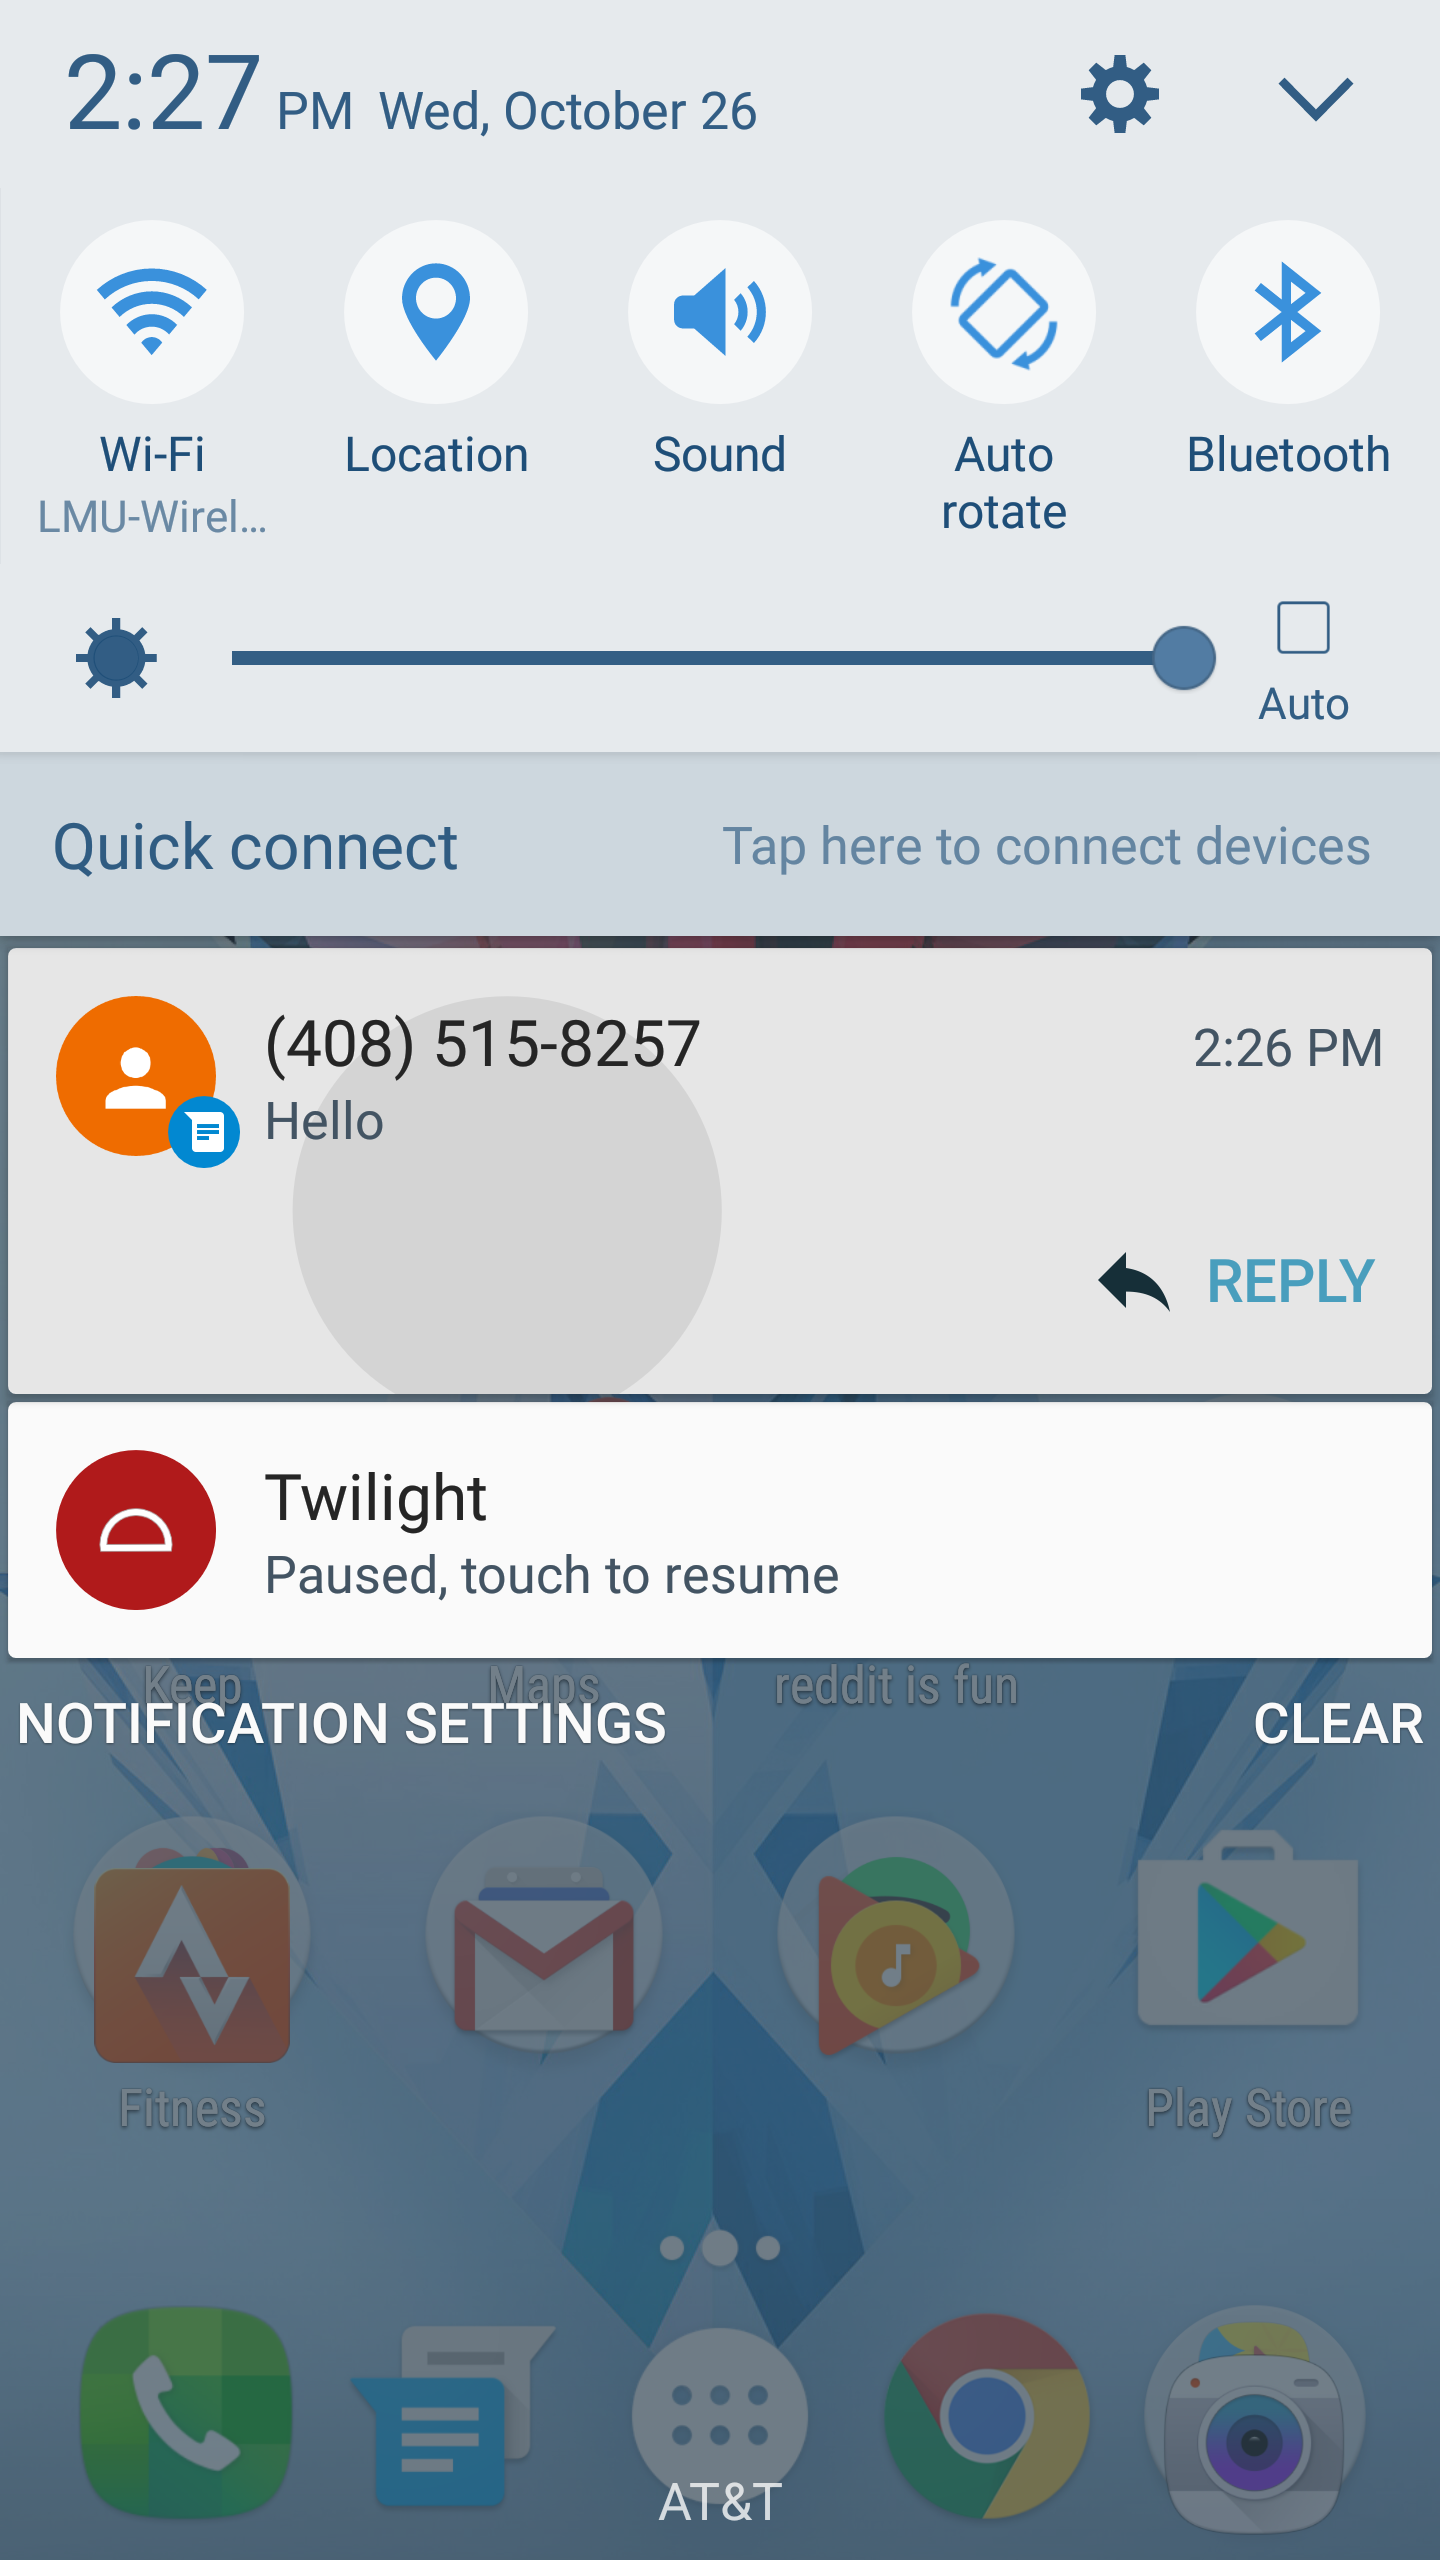 2:27 PM Wed, October 26
Wi-Fi Location Sound Auto rotate Bluetooth
LMU-Wirel...
Auto
Quick connect Tap here to connect devices
(408) 515-8257 2:26 PM
Hello
REPLY
Twilight
Paused, touch to resume
Keep Maps reddit is fun
NOTIFICATION SETTINGS CLEAR
Fitness Play Store
AT&T